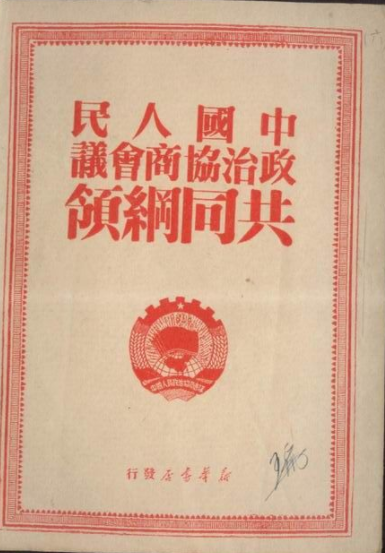 中國人民
政治協商會議
共同綱領
新華書店發行